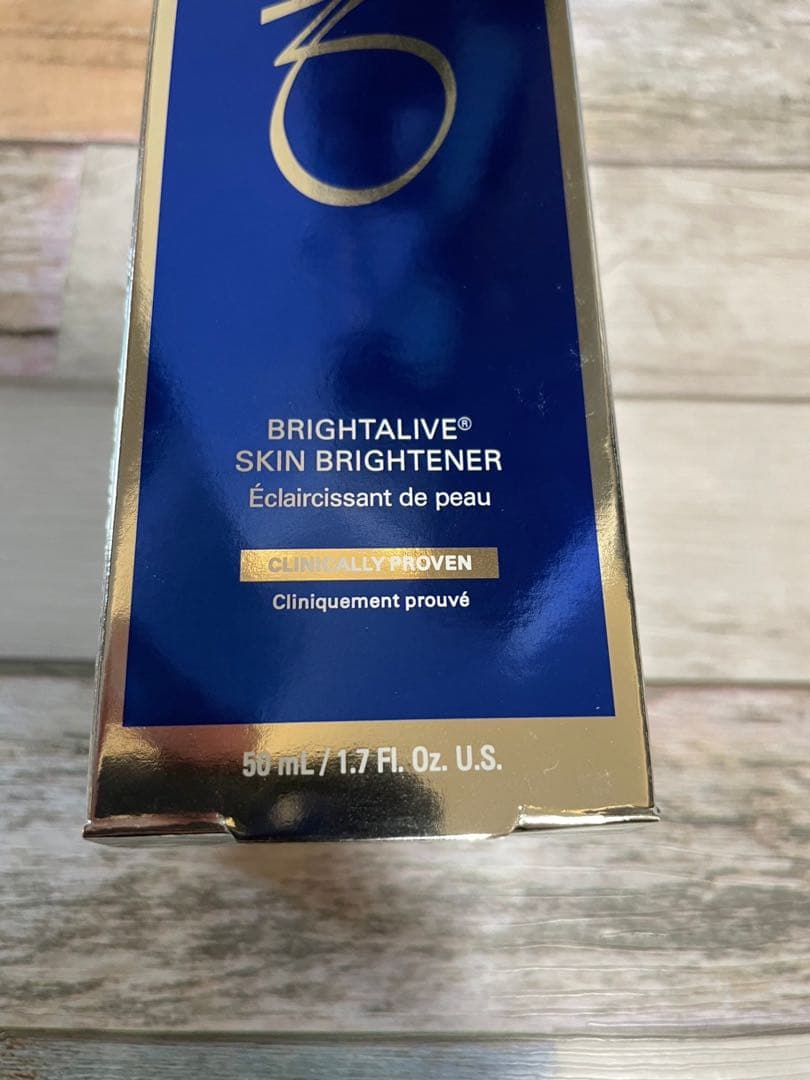 BRIGHTALIVE®
SKIN BRIGHTENER
Éclaircissant de peau
CLINICALLY PROVEN
Cliniquement prouvé
50 mL / 1.7 Fl. Oz. U.S.